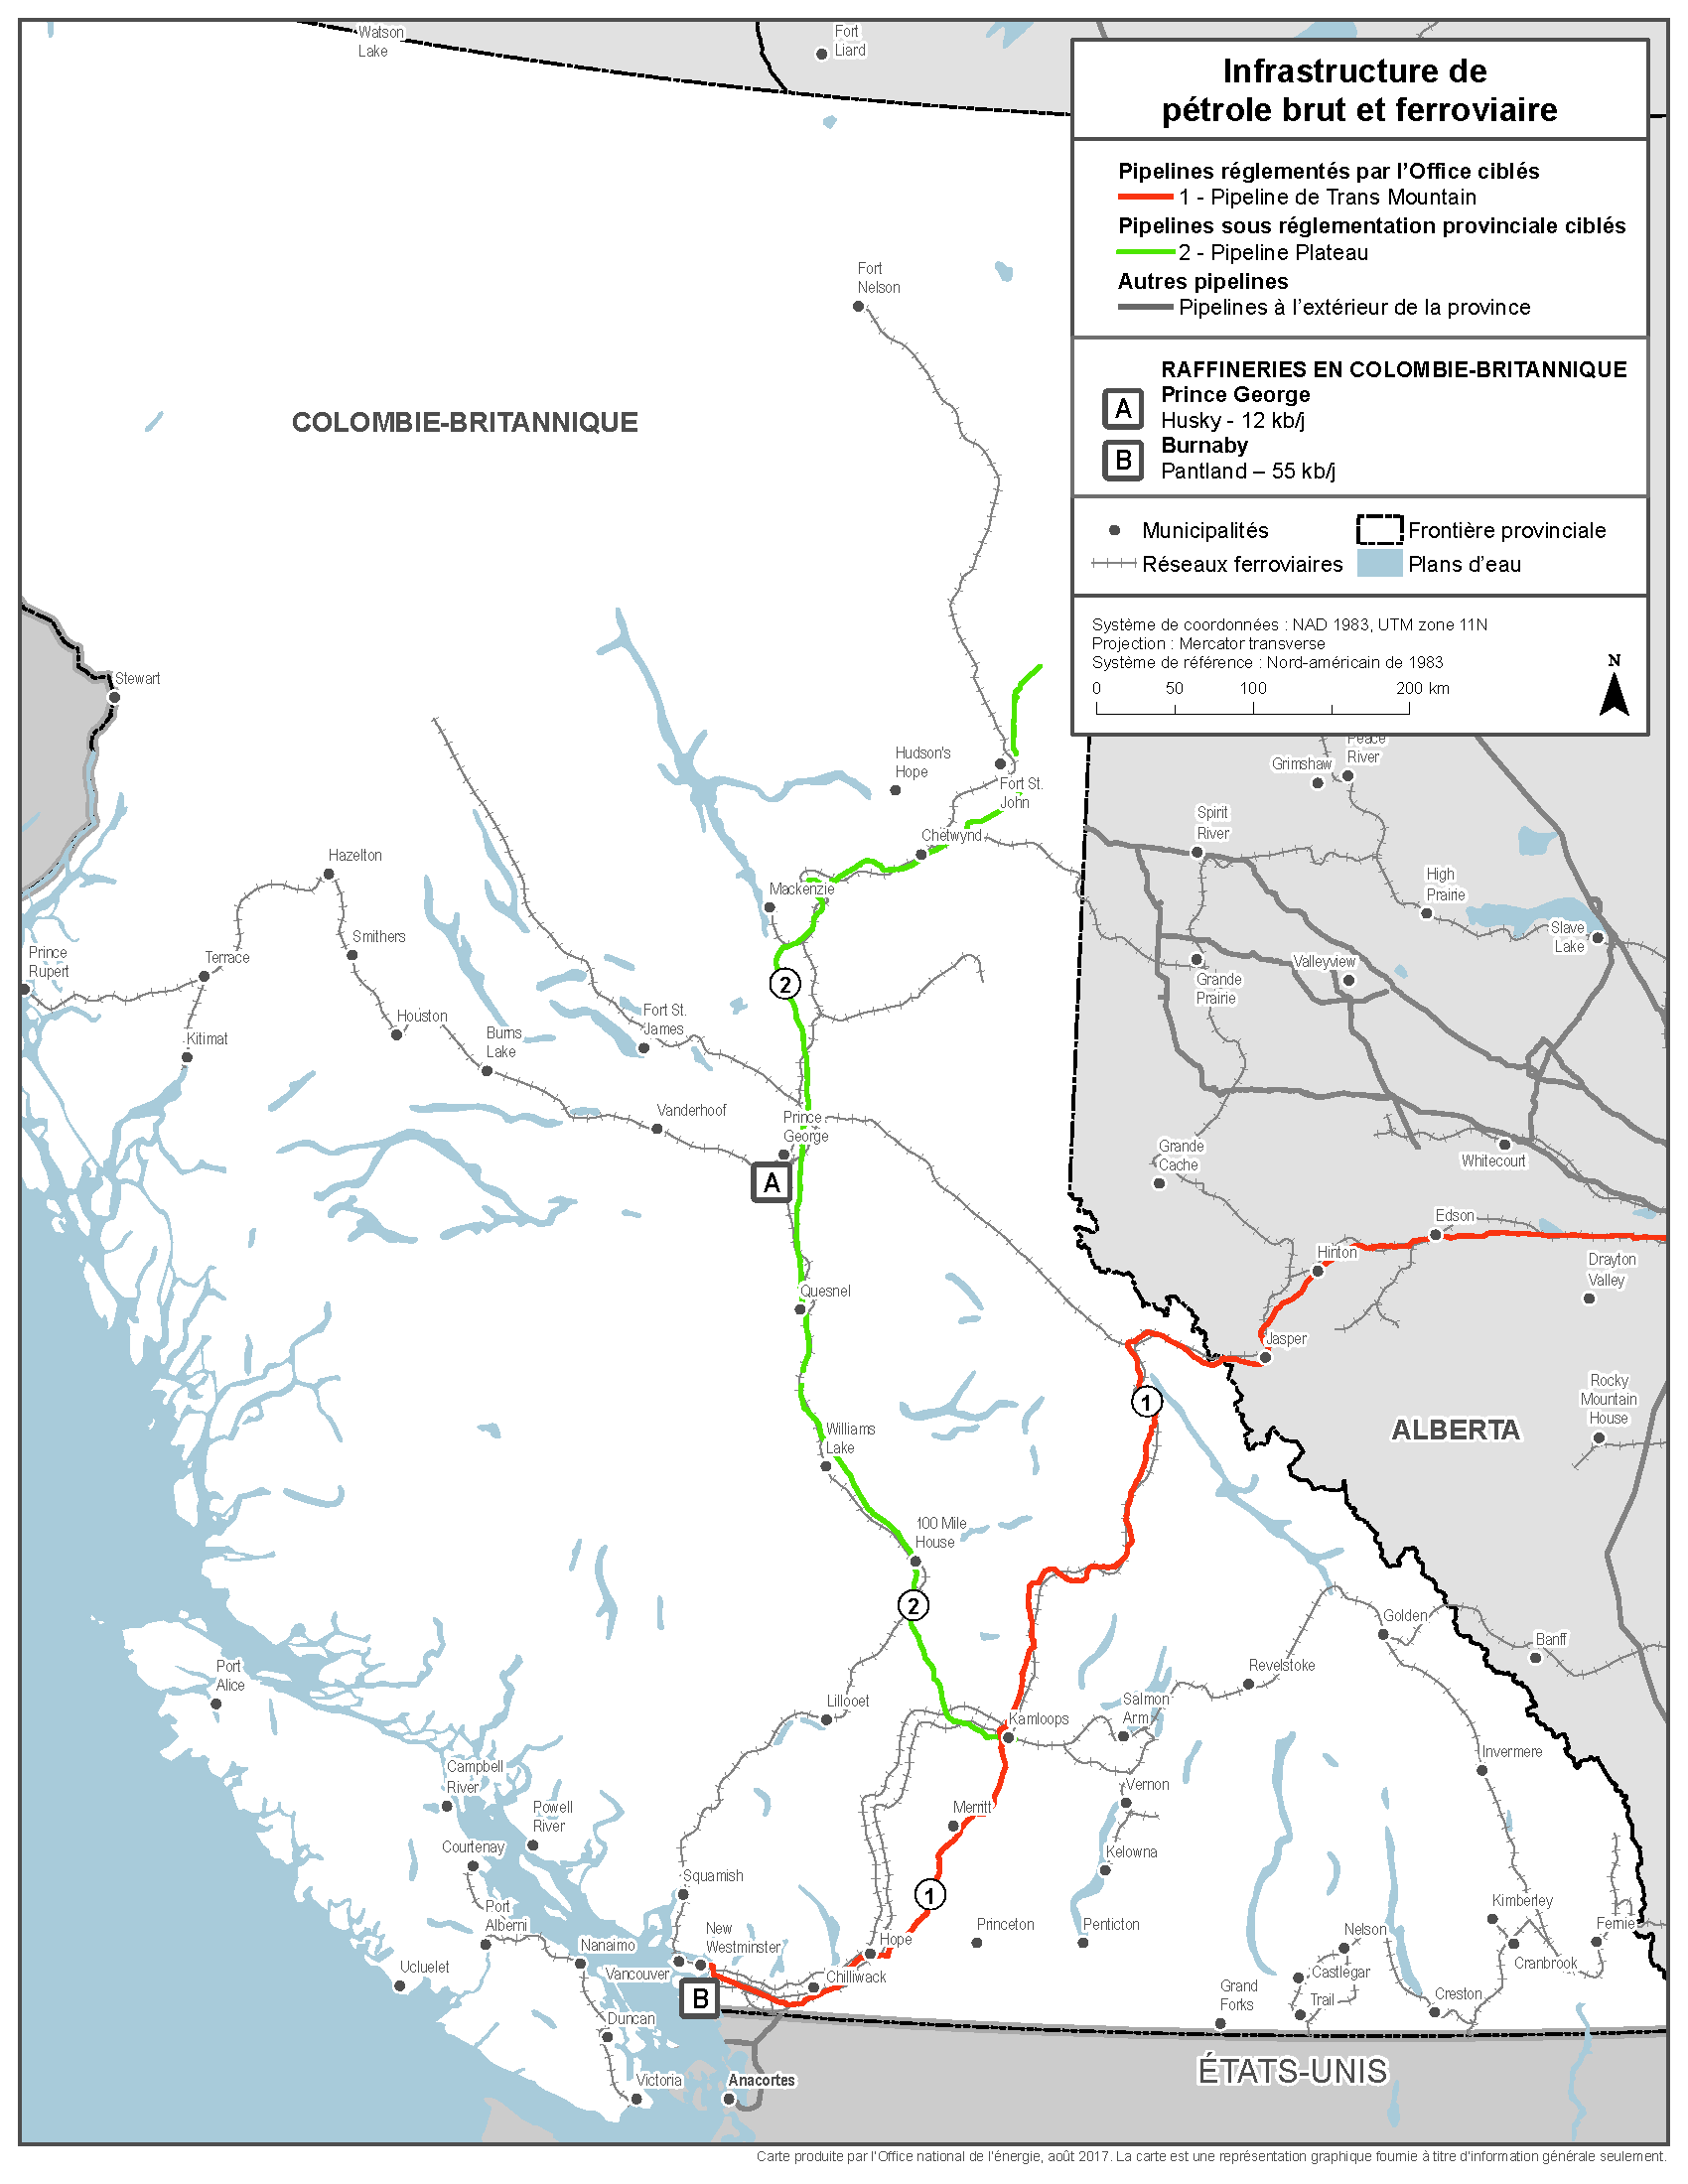 Infrastructure de
pétrole brut et ferroviaire
Pipelines réglementés par l'Office ciblés
1 - Pipeline de Trans Mountain
Pipelines sous réglementation provinciale ciblés
2 - Pipeline Plateau
Autres pipelines
Pipelines à l'extérieur de la province
RAFFINERIES EN COLOMBIE-BRITANNIQUE
A
Prince George
Husky - 12 kb/j
B
Burnaby
Pantland – 55 kb/j
Municipalités
Frontière provinciale
Réseaux ferroviaires
Plans d'eau
Système de coordonnées : NAD 1983, UTM zone 11N
Projection : Mercator transverse
Système de référence : Nord-américain de 1983
0 50 100 200 km
N
Watson
Lake
Fort
Liard
Fort
Nelson
COLOMBIE-BRITANNIQUE
Stewart
Hudson's
Hope
Fort St.
John
Chetwynd
Mackenzie
Hazelton
Smithers
Terrace
Prince
Rupert
Kitimat
Houston
Burns
Lake
Fort St.
James
Vanderhoof
Prince
George
A
2
Peace
River
Grimshaw
Spirit
River
High
Prairie
Slave
Lake
Valleyview
Grande
Prairie
Grande
Cache
Whitecourt
Edson
Hinton
Drayton
Valley
Jasper
Rocky
Mountain
House
ALBERTA
1
Quesnel
Williams
Lake
100 Mile
House
2
Golden
Banff
Revelstoke
Salmon
Arm
Kamloops
Lillooet
Invermere
Vernon
Merritt
Kelowna
1
Port
Alice
Campbell
River
Powell
River
Courtenay
Squamish
Port
Alberni
New
Westminster
Nanaimo
Vancouver
Ucluelet
B
Hope
Chilliwack
Princeton
Penticton
Kimberley
Nelson
Fernie
Cranbrook
Castlegar
Grand
Forks
Trail
Creston
Duncan
Victoria
Anacortes
ÉTATS-UNIS
Carte produite par l'Office national de l'énergie, août 2017. La carte est une représentation graphique fournie à titre d'information générale seulement.